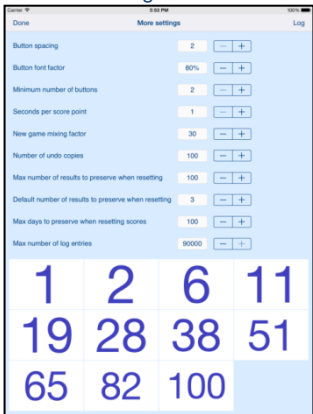 Carrier 9:53 PM 100%
Done More settings Log
Button spacing 2 − +
Button font factor 80% − +
Minimum number of buttons 2 − +
Seconds per score point 1 − +
New game mixing factor 30 − +
Number of undo copies 100 − +
Max number of results to preserve when resetting 100 − +
Default number of results to preserve when resetting 3 − +
Max days to preserve when resetting scores 100 − +
Max number of log entries 90000 − +
1 2 6 11
19 28 38 51
65 82 100